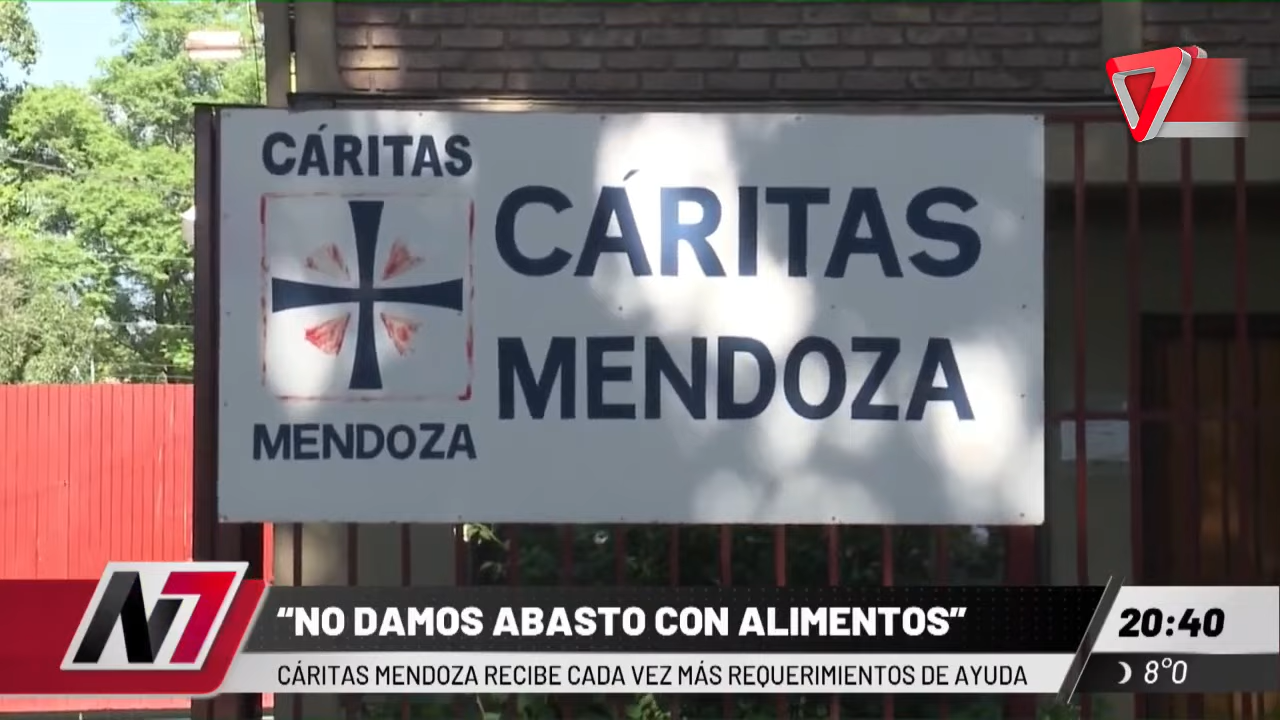 CÁRITAS
MENDOZA
CÁRITAS
MENDOZA
N7
“NO DAMOS ABASTO CON ALIMENTOS”
CÁRITAS MENDOZA RECIBE CADA VEZ MÁS REQUERIMIENTOS DE AYUDA
20:40
8°0